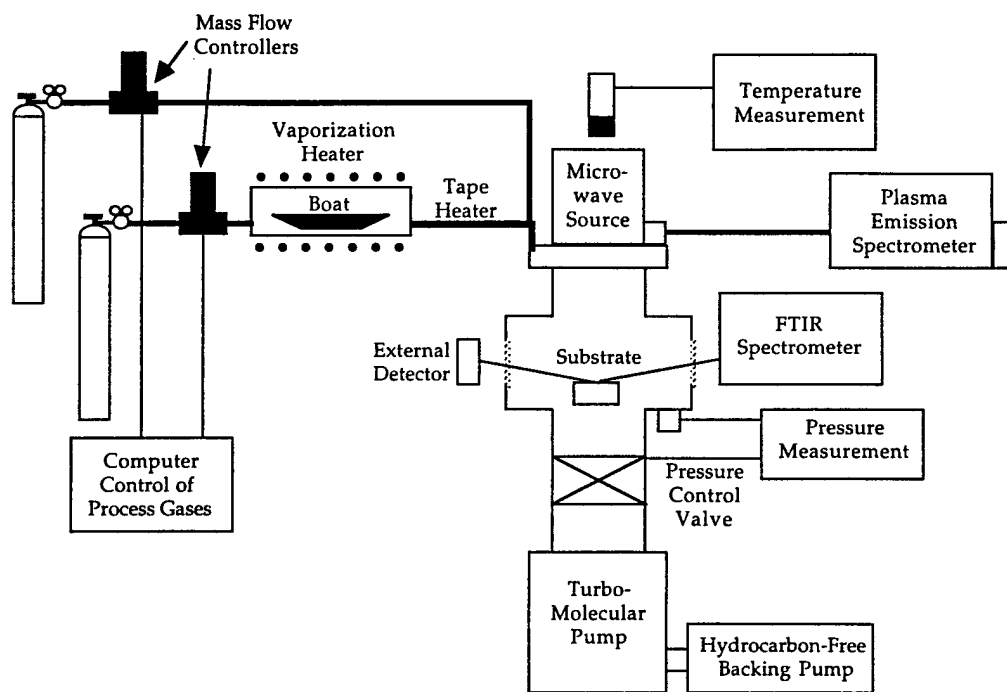 Mass Flow
Controllers
Temperature
Measurement
Vaporization
Heater
Boat
Tape
Heater
Micro-
wave
Source
Plasma
Emission
Spectrometer
External
Detector
Substrate
FTIR
Spectrometer
Computer
Control of
Process Gases
Pressure
Measurement
Pressure
Control
Valve
Turbo-
Molecular
Pump
Hydrocarbon-Free
Backing Pump